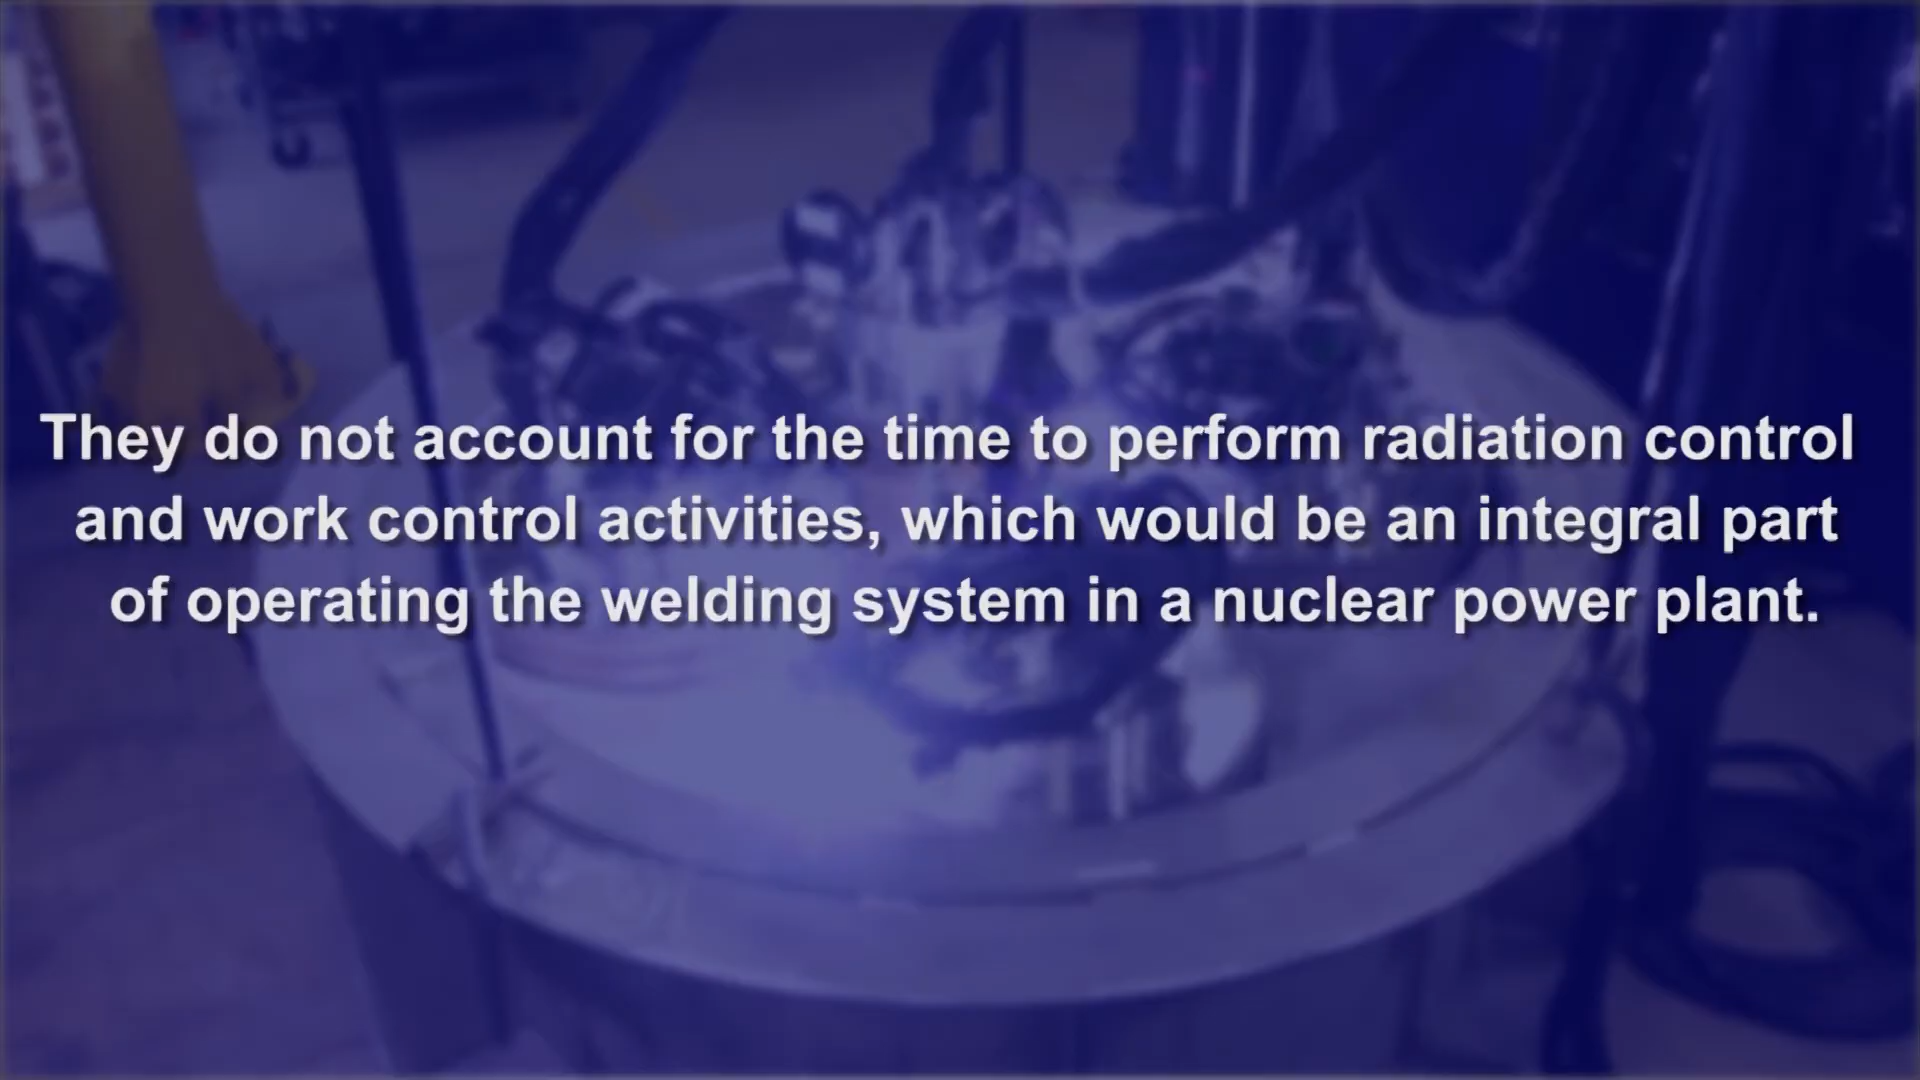 They do not account for the time to perform radiation control
and work control activities, which would be an integral part
of operating the welding system in a nuclear power plant.